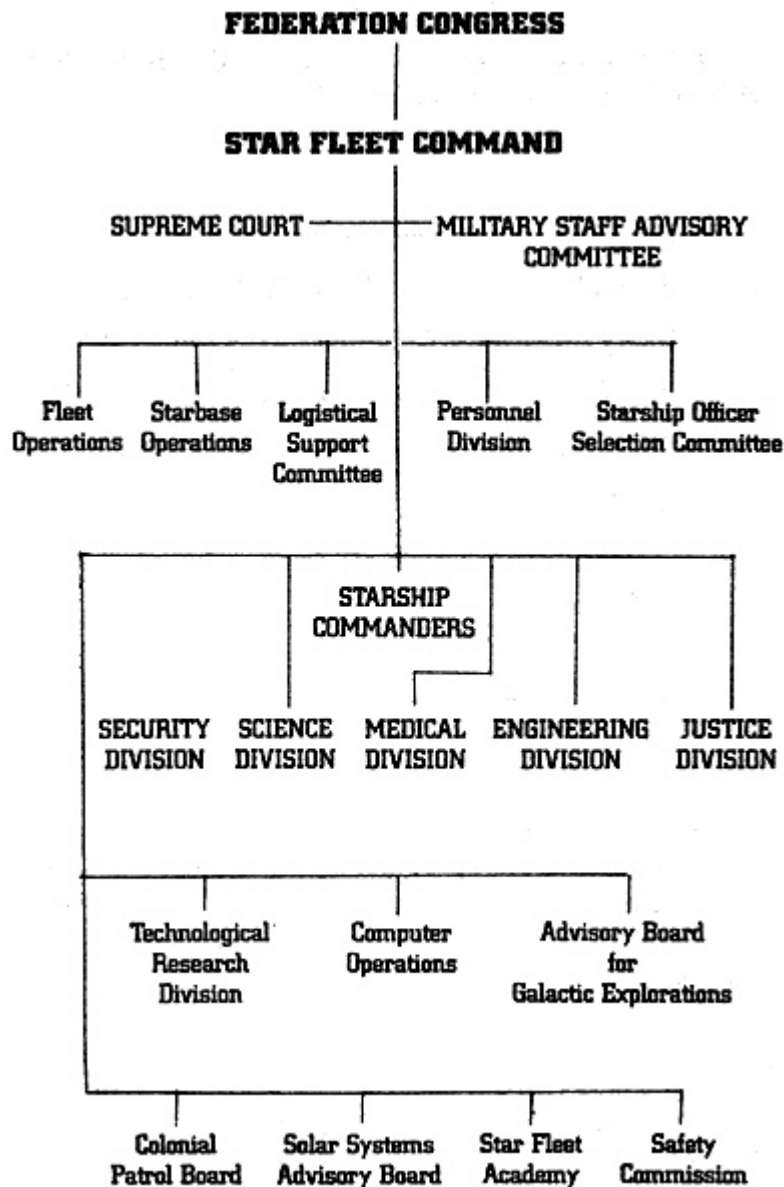 FEDERATION CONGRESS
STAR FLEET COMMAND
SUPREME COURT
MILITARY STAFF ADVISORY
COMMITTEE
Fleet
Operations
Starbase
Operations
Logistical
Support
Committee
Personnel
Division
Starship Officer
Selection Committee
STARSHIP
COMMANDERS
SECURITY
DIVISION
SCIENCE
DIVISION
MEDICAL
DIVISION
ENGINEERING
DIVISION
JUSTICE
DIVISION
Technological
Research
Division
Computer
Operations
Advisory Board
for
Galactic Explorations
Colonial
Patrol Board
Solar Systems
Advisory Board
Star Fleet
Academy
Safety
Commission